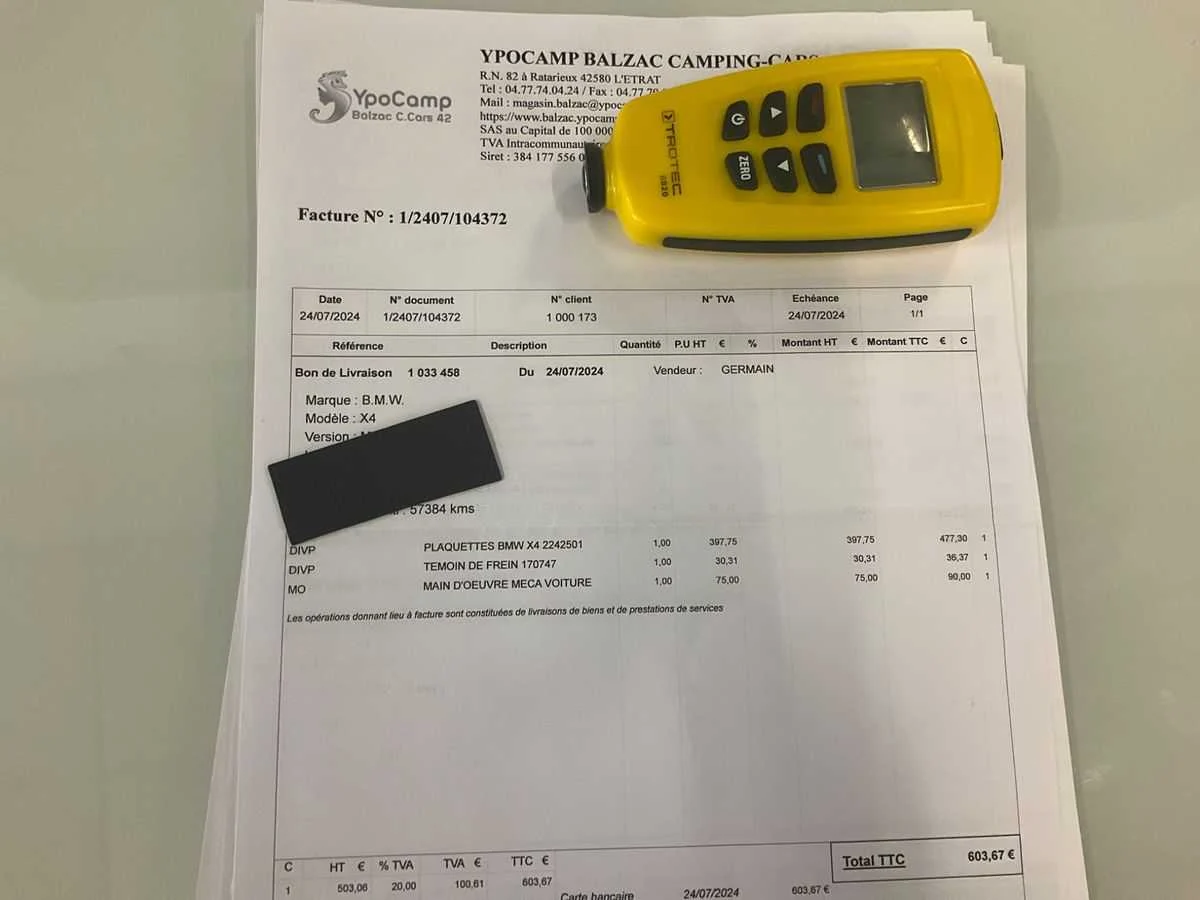 YPOCAMP BALZAC CAMPING-CARS
R.N. 82 à Ratarieux 42580 L'ETRAT
Tel : 04.77.74.04.24 / Fax : 04.77
Mail : magasin.balzac@ypoc
https://www.balzac.ypocam
SAS au Capital de 100 000
TVA Intracommunaut
Siret : 384 177 556 0
YpoCamp
Balzac C.Cars 42
TROTEC
ZERO
Facture N° : 1/2407/104372
Date N° document N° client N° TVA Echéance Page
24/07/2024 1/2407/104372 1 000 173 24/07/2024 1/1
Référence Description Quantité P.U HT € % Montant HT € Montant TTC € C
Bon de Livraison 1 033 458 Du 24/07/2024 Vendeur : GERMAIN
Marque : B.M.W.
Modèle : X4
Version :
: 57384 kms
DIVP PLAQUETTES BMW X4 2242501 1,00 397,75 397,75 477,30 1
DIVP TEMOIN DE FREIN 170747 1,00 30,31 30,31 36,37 1
MO MAIN D'OEUVRE MECA VOITURE 1,00 75,00 75,00 90,00 1
Les opérations donnant lieu à facture sont constituées de livraisons de biens et de prestations de services
C HT € % TVA TVA € TTC €
1 503,06 20,00 100,61 603,67
Total TTC 603,67 €
Carte bancaire 24/07/2024 603,67 €